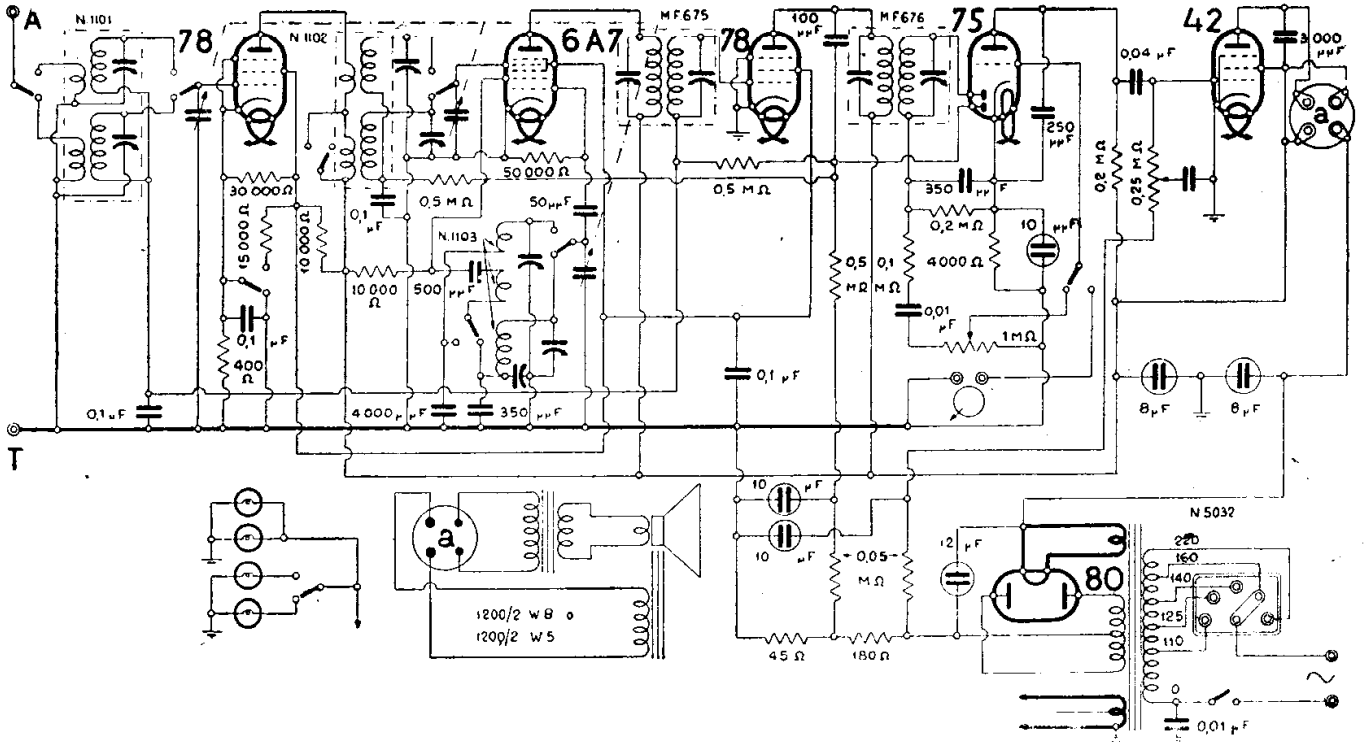 A
N.1101
78
N 1102
6A7
MF.675
78
100
μμF
MF.676
75
42
0,04 μF
3 000
μμF
a
30 000 Ω
15 000 Ω
10 000 Ω
0,1
μF
0,5 MΩ
50 000 Ω
50 μμF
0,5 MΩ
250
μμF
350 μμF
0,2 MΩ
0,25 MΩ
N.1103
10 000
Ω
500 μμF
0,2 MΩ
4000 Ω
10 μμF
0,5
MΩ
0,1
MΩ
0,01
μF
1 MΩ
0,1 μF
400
Ω
0,1 μF
4 000 μμF
350 μμF
0,1 μF
8 μF
8 μF
T
a
1200/2 W8 o
1200/2 W5
10 μF
10 μF
0,05
MΩ
45 Ω
180 Ω
12 μF
80
N 5032
220
160
140
125
110
0
0,01 μF